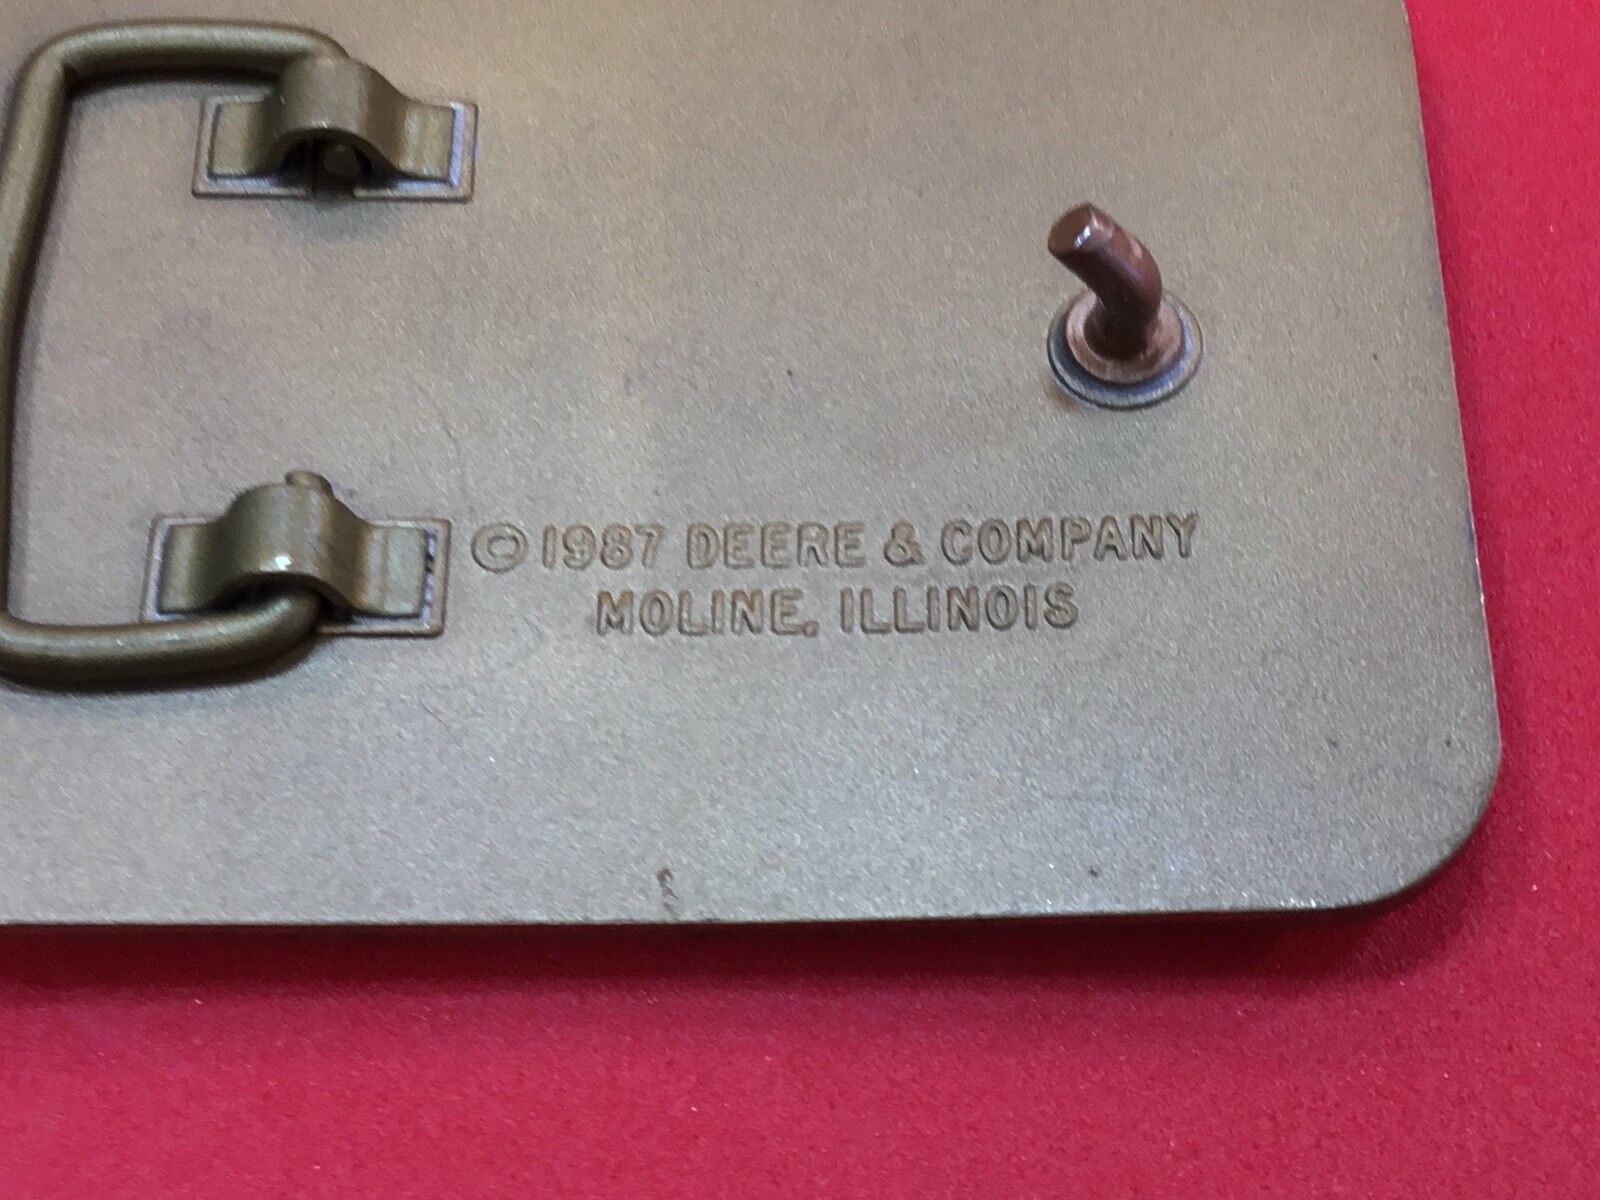 ©1987 DEERE & COMPANY
MOLINE, ILLINOIS